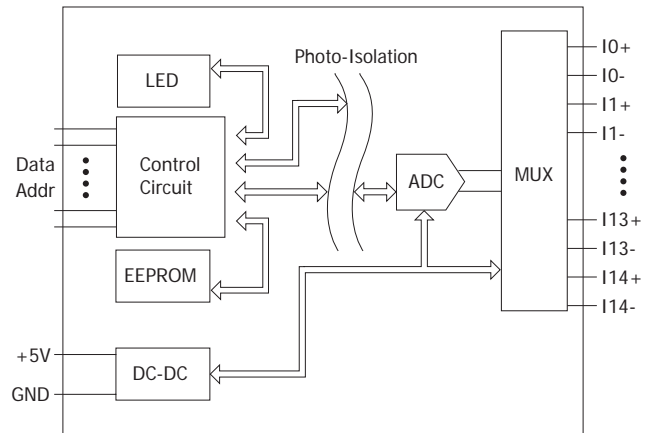 Photo-Isolation
LED
Data
Addr
Control
Circuit
EEPROM
+5V
GND
DC-DC
ADC
MUX
I0+
I0-
I1+
I1-
I13+
I13-
I14+
I14-